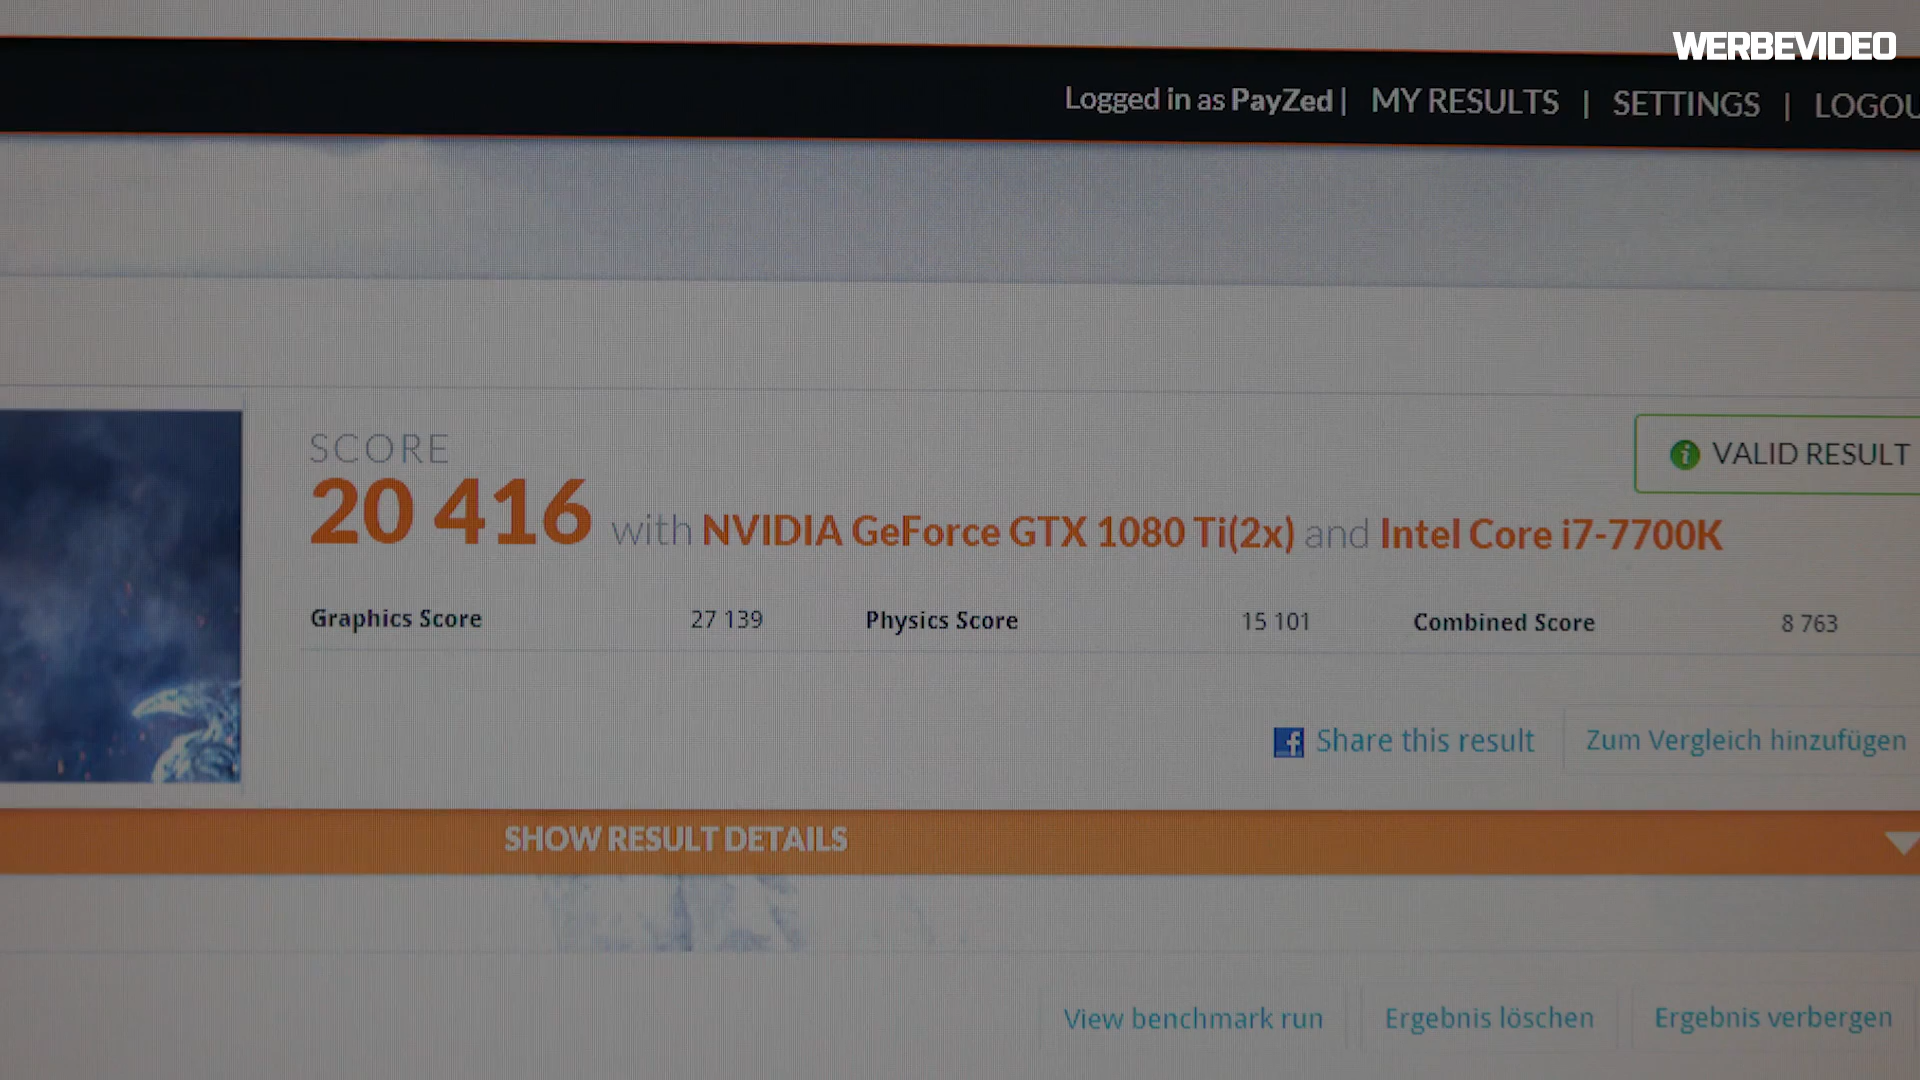 WERBEVIDEO
Logged in as PayZed | MY RESULTS | SETTINGS | LOGOU
SCORE
VALID RESULT
20 416 with NVIDIA GeForce GTX 1080 Ti(2x) and Intel Core i7-7700K
Graphics Score 27 139 Physics Score 15 101 Combined Score 8 763
Share this result Zum Vergleich hinzufügen
SHOW RESULT DETAILS
View benchmark run Ergebnis löschen Ergebnis verbergen